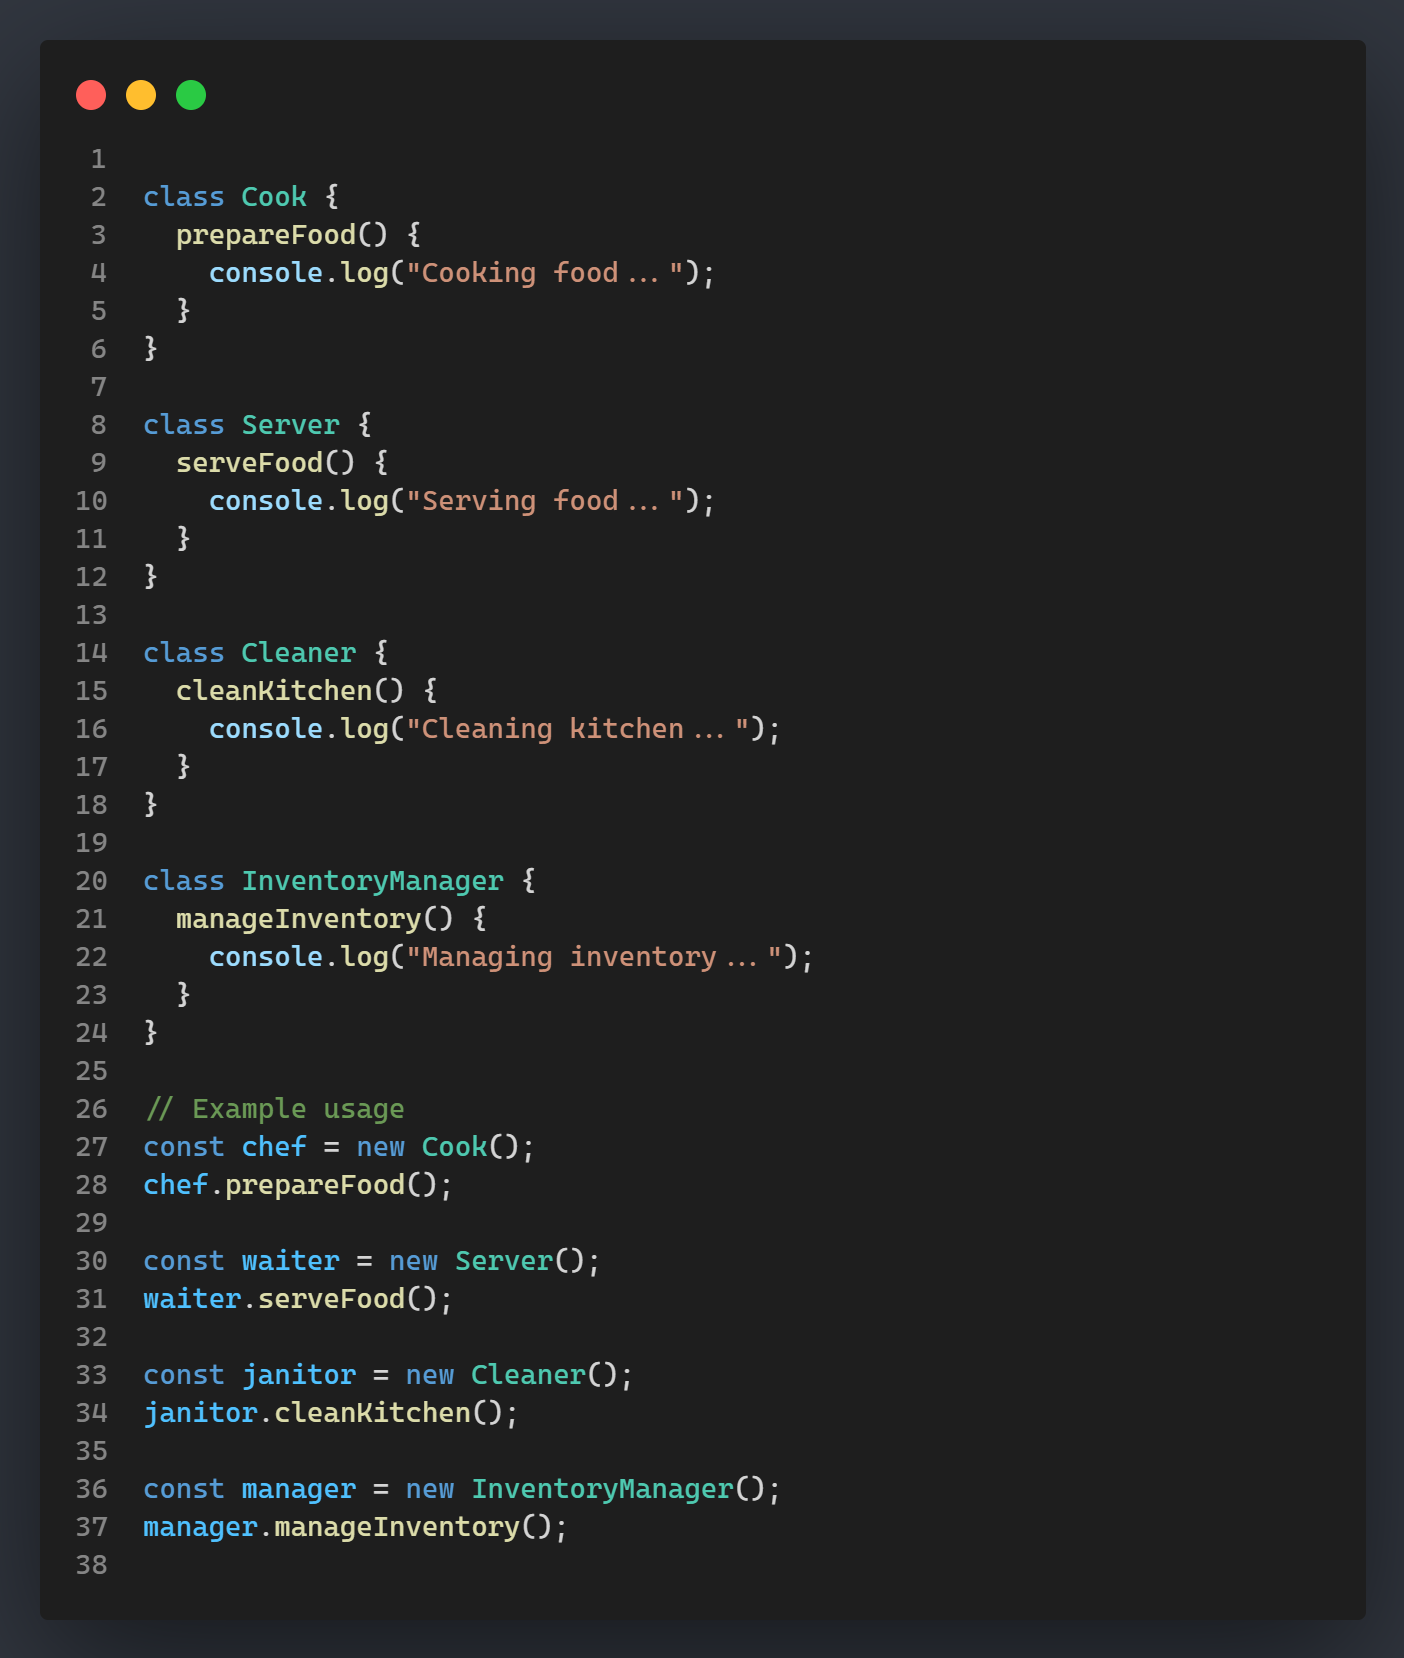 1
2 class Cook {
3   prepareFood() {
4     console.log("Cooking food...");
5   }
6 }
7
8 class Server {
9   serveFood() {
10     console.log("Serving food...");
11   }
12 }
13
14 class Cleaner {
15   cleanKitchen() {
16     console.log("Cleaning kitchen...");
17   }
18 }
19
20 class InventoryManager {
21   manageInventory() {
22     console.log("Managing inventory...");
23   }
24 }
25
26 // Example usage
27 const chef = new Cook();
28 chef.prepareFood();
29
30 const waiter = new Server();
31 waiter.serveFood();
32
33 const janitor = new Cleaner();
34 janitor.cleanKitchen();
35
36 const manager = new InventoryManager();
37 manager.manageInventory();
38